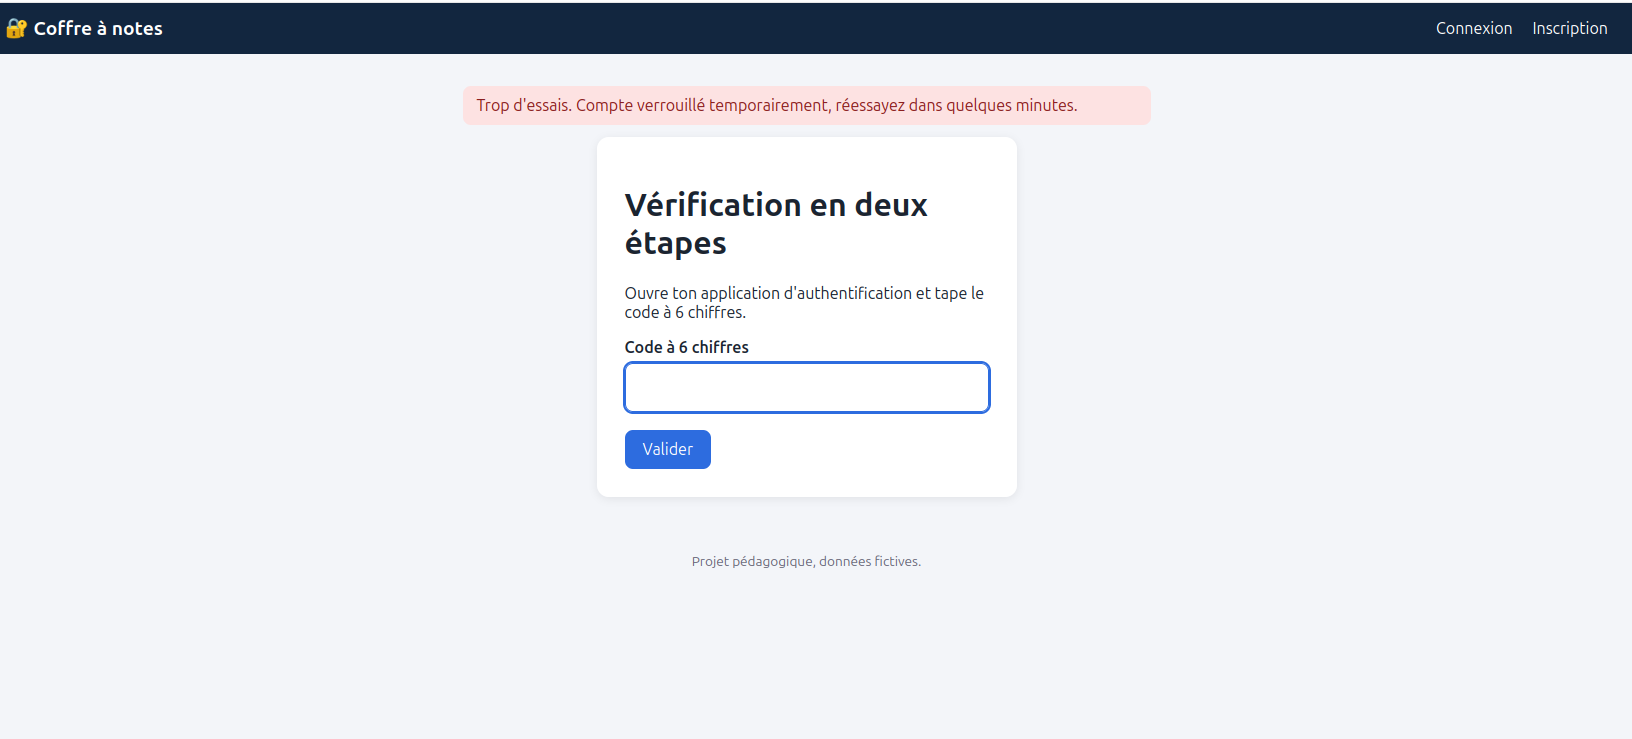 🔐 Coffre à notes
Connexion Inscription
Trop d'essais. Compte verrouillé temporairement, réessayez dans quelques minutes.
Vérification en deux
étapes
Ouvre ton application d'authentification et tape le
code à 6 chiffres.
Code à 6 chiffres
Valider
Projet pédagogique, données fictives.